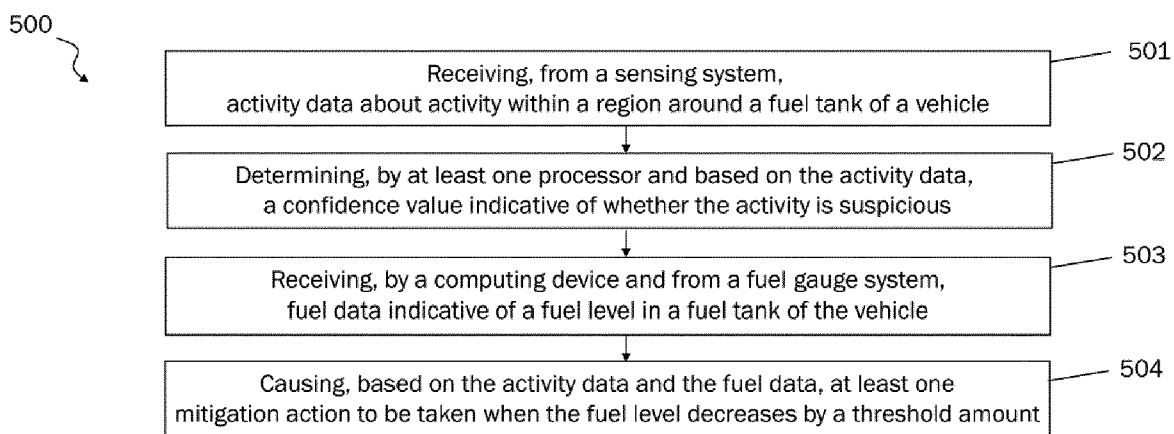 500
501
Receiving, from a sensing system,
activity data about activity within a region around a fuel tank of a vehicle
502
Determining, by at least one processor and based on the activity data,
a confidence value indicative of whether the activity is suspicious
503
Receiving, by a computing device and from a fuel gauge system,
fuel data indicative of a fuel level in a fuel tank of the vehicle
504
Causing, based on the activity data and the fuel data, at least one
mitigation action to be taken when the fuel level decreases by a threshold amount